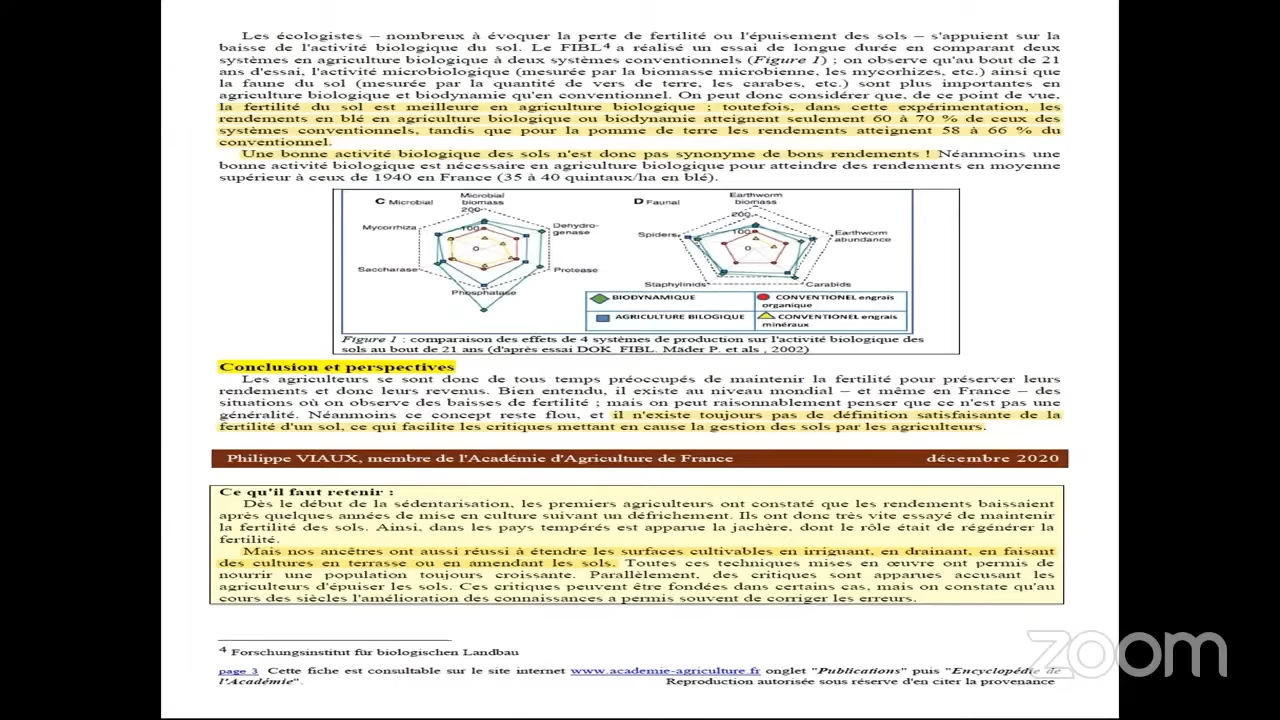 Les écologistes – nombreux à évoquer la perte de fertilité ou l'épuisement des sols – s'appuient sur la
baisse de l'activité biologique du sol. Le FIBL4 a réalisé un essai de longue durée en comparant deux
systèmes en agriculture biologique à deux systèmes conventionnels (Figure 1) ; on observe qu'au bout de 21
ans d'essai, l'activité microbiologique (mesurée par la biomasse microbienne, les mycorhizes, etc.) ainsi que
la faune du sol (mesurée par la quantité de vers de terre, les carabes, etc.) sont plus importantes en
agriculture biologique et biodynamie qu'en conventionnel. On peut donc considérer que, de ce point de vue,
la fertilité du sol est meilleure en agriculture biologique ; toutefois, dans cette expérimentation, les
rendements en blé en agriculture biologique ou biodynamie atteignent seulement 60 à 70 % de ceux des
systèmes conventionnels, tandis que pour la pomme de terre les rendements atteignent 58 à 66 % du
conventionnel.
Une bonne activité biologique des sols n'est donc pas synonyme de bons rendements ! Néanmoins une
bonne activité biologique est nécessaire en agriculture biologique pour atteindre des rendements en moyenne
supérieur à ceux de 1940 en France (35 à 40 quintaux/ha en blé).
C Microbial
Microbial
biomass
200
100
0
Mycorrhiza
Dehydro-
genase
Saccharase
Protease
Phosphatase
D Faunal
Earthworm
biomass
200
100
0
Spiders
Earthworm
abundance
Staphylinids
Carabids
BIODYNAMIQUE
CONVENTIONEL engrais
organique
AGRICULTURE BILOGIQUE
CONVENTIONEL engrais
minéraux
Figure 1 : comparaison des effets de 4 systèmes de production sur l'activité biologique des
sols au bout de 21 ans (d'après essai DOK FIBL. Mäder P. et als , 2002)
Conclusion et perspectives
Les agriculteurs se sont donc de tous temps préoccupés de maintenir la fertilité pour préserver leurs
rendements et donc leurs revenus. Bien entendu, il existe au niveau mondial – et même en France – des
situations où on observe des baisses de fertilité ; mais on peut raisonnablement penser que ce n'est pas une
généralité. Néanmoins ce concept reste flou, et il n'existe toujours pas de définition satisfaisante de la
fertilité d'un sol, ce qui facilite les critiques mettant en cause la gestion des sols par les agriculteurs.
Philippe VIAUX, membre de l'Académie d'Agriculture de France décembre 2020
Ce qu'il faut retenir :
Dès le début de la sédentarisation, les premiers agriculteurs ont constaté que les rendements baissaient
après quelques années de mise en culture suivant un défrichement. Ils ont donc très vite essayé de maintenir
la fertilité des sols. Ainsi, dans les pays tempérés est apparue la jachère, dont le rôle était de régénérer la
fertilité.
Mais nos ancêtres ont aussi réussi à étendre les surfaces cultivables en irriguant, en drainant, en faisant
des cultures en terrasse ou en amendant les sols. Toutes ces techniques mises en œuvre ont permis de
nourrir une population toujours croissante. Parallèlement, des critiques sont apparues accusant les
agriculteurs d'épuiser les sols. Ces critiques peuvent être fondées dans certains cas, mais on constate qu'au
cours des siècles l'amélioration des connaissances a permis souvent de corriger les erreurs.
4 Forschungsinstitut für biologischen Landbau
page 3 Cette fiche est consultable sur le site internet www.academie-agriculture.fr onglet "Publications" puis "Encyclopédie de
l'Académie". Reproduction autorisée sous réserve d'en citer la provenance
zoom